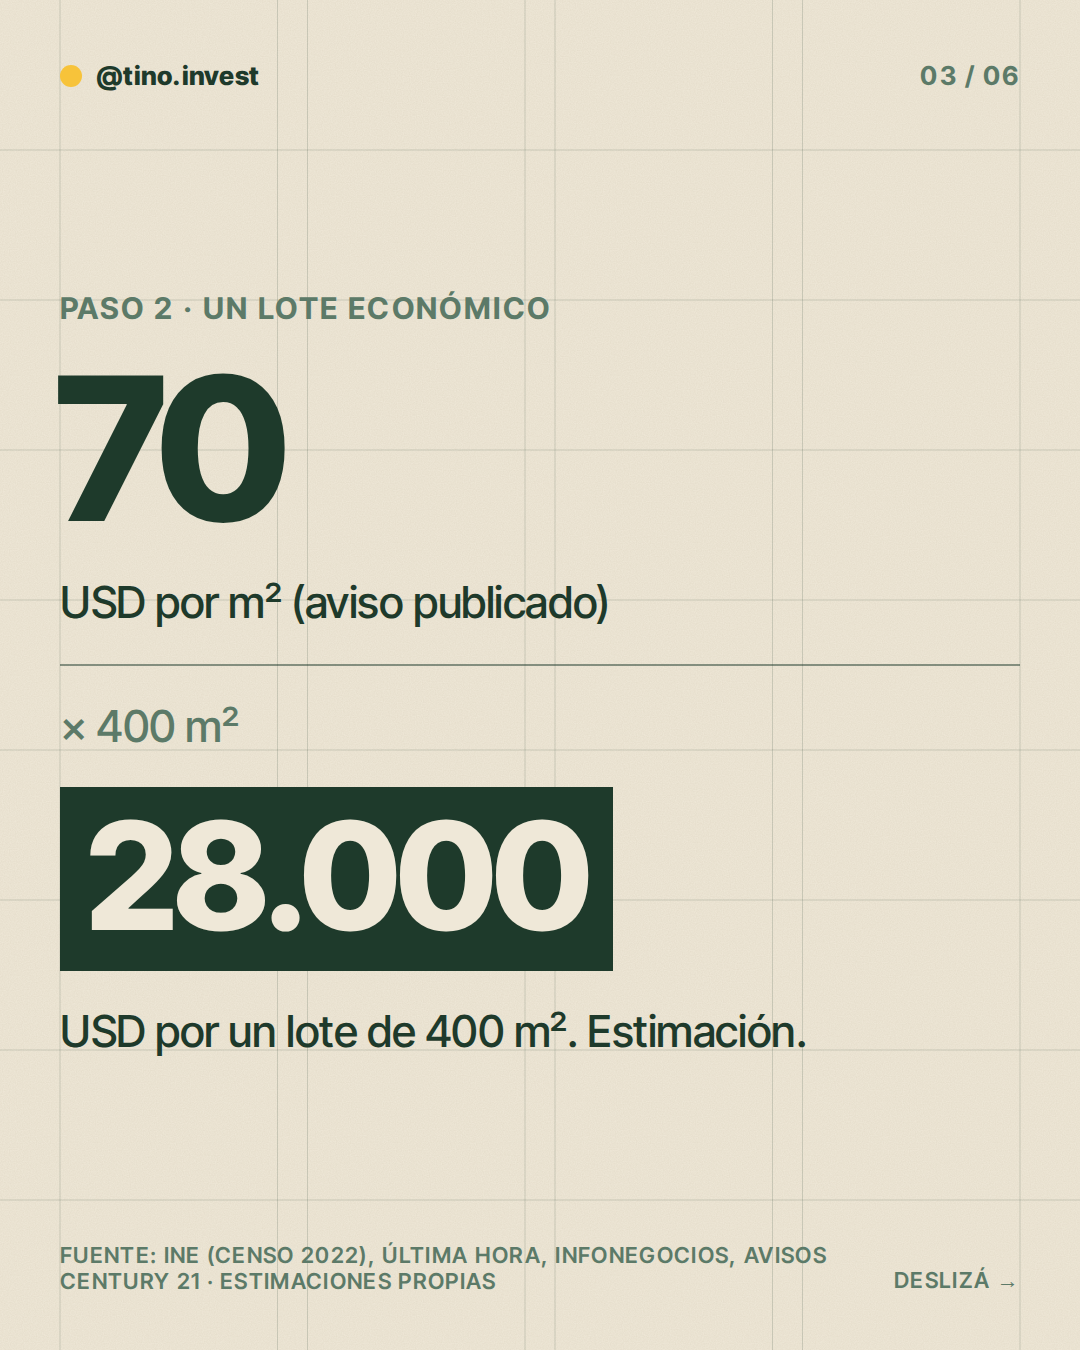 @tino.invest
03 / 06
PASO 2 · UN LOTE ECONÓMICO
70
USD por m² (aviso publicado)
× 400 m²
28.000
USD por un lote de 400 m². Estimación.
FUENTE: INE (CENSO 2022), ÚLTIMA HORA, INFONEGOCIOS, AVISOS
CENTURY 21 · ESTIMACIONES PROPIAS
DESLIZÁ →